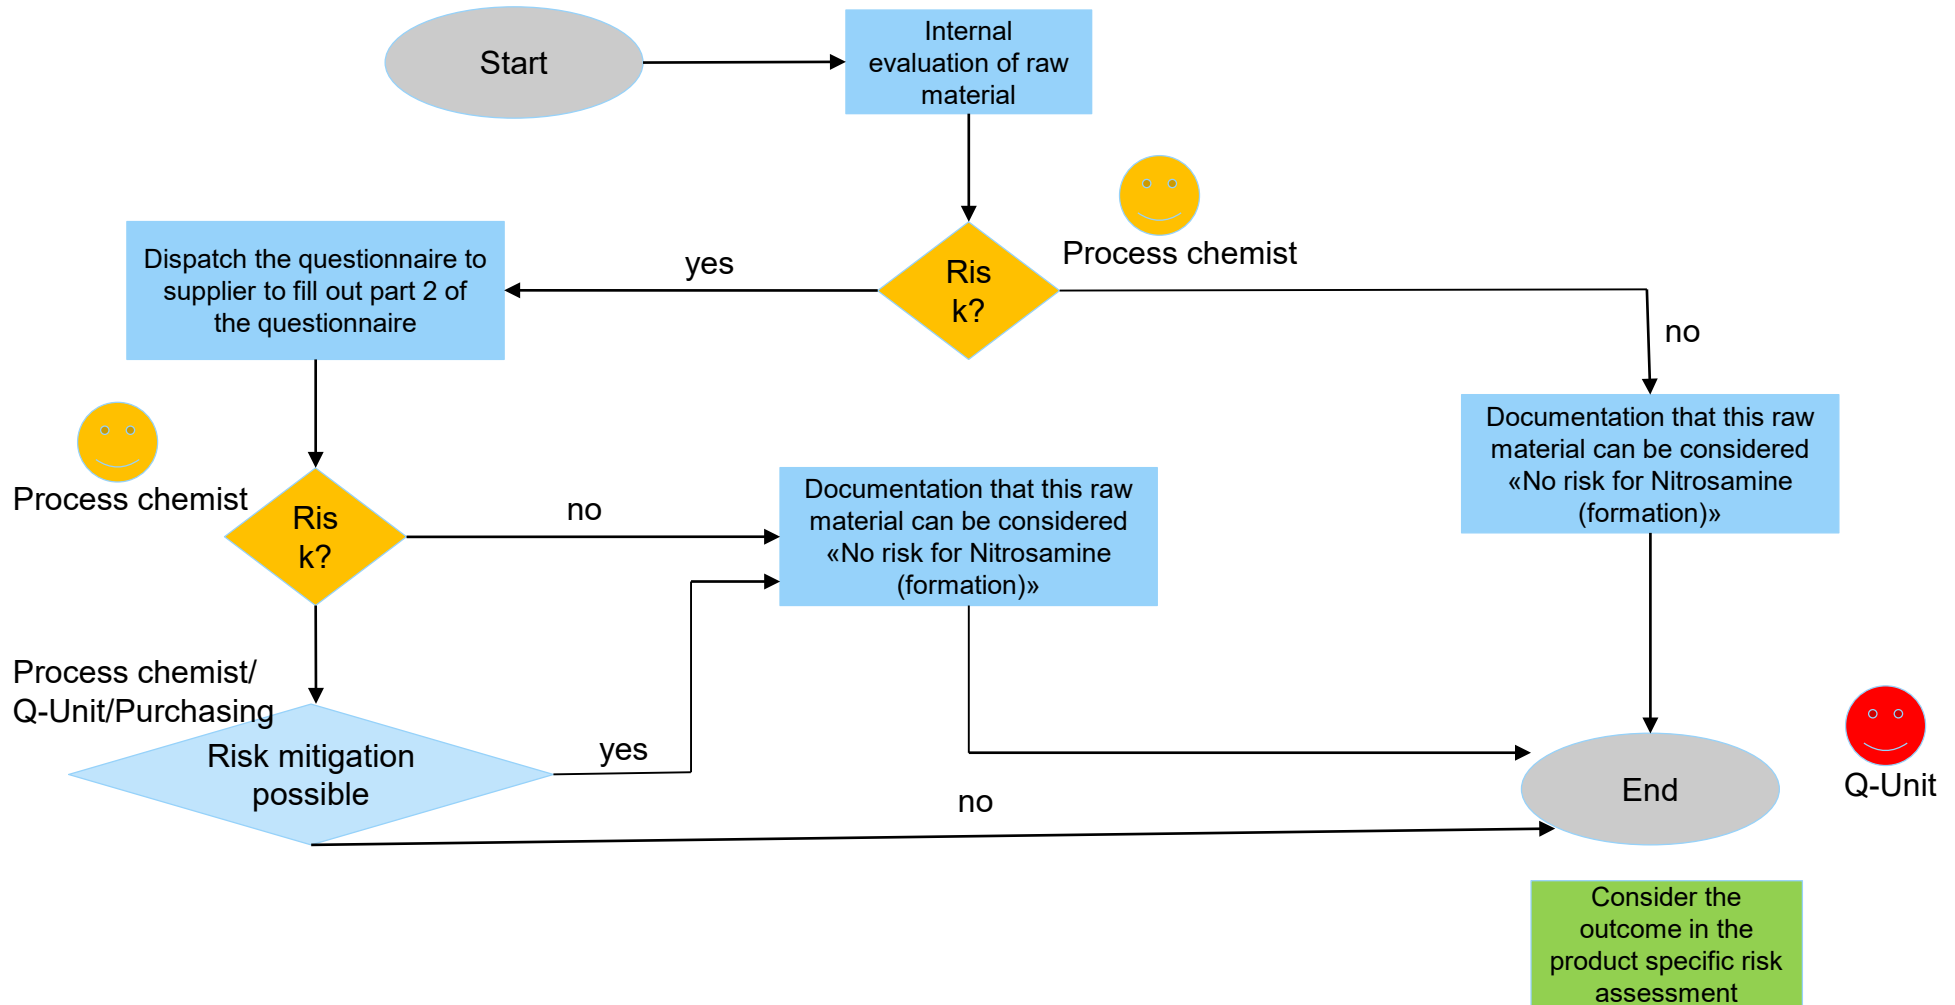 Start
Internal
evaluation of raw
material
Process chemist
Ris
k?
yes
no
Dispatch the questionnaire to
supplier to fill out part 2 of
the questionnaire
Process chemist
Ris
k?
no
Documentation that this raw
material can be considered
«No risk for Nitrosamine
(formation)»
Documentation that this raw
material can be considered
«No risk for Nitrosamine
(formation)»
Process chemist/
Q-Unit/Purchasing
Risk mitigation
possible
yes
no
End
Q-Unit
Consider the
outcome in the
product specific risk
assessment